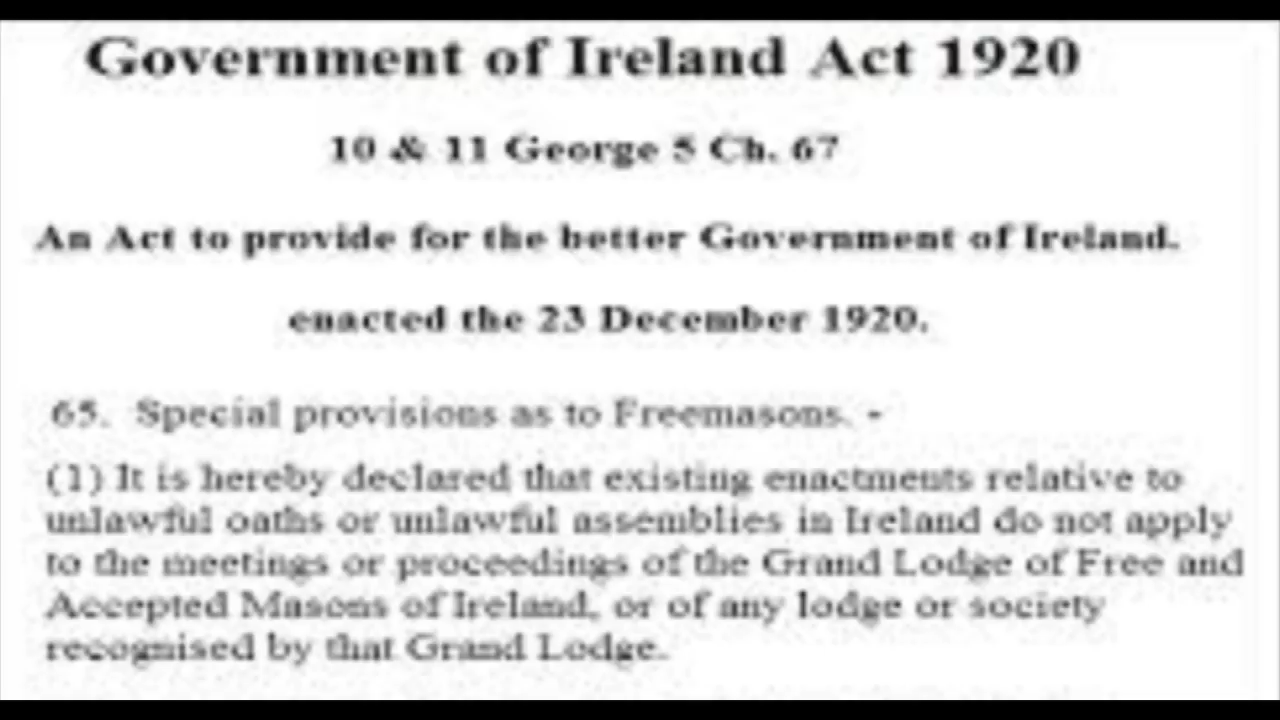 Government of Ireland Act 1920
10 & 11 George 5 Ch. 67
An Act to provide for the better Government of Ireland.
enacted the 23 December 1920.
65. Special provisions as to Freemasons. -
(1) It is hereby declared that existing enactments relative to
unlawful oaths or unlawful assemblies in Ireland do not apply
to the meetings or proceedings of the Grand Lodge of Free and
Accepted Masons of Ireland, or of any lodge or society
recognised by that Grand Lodge.